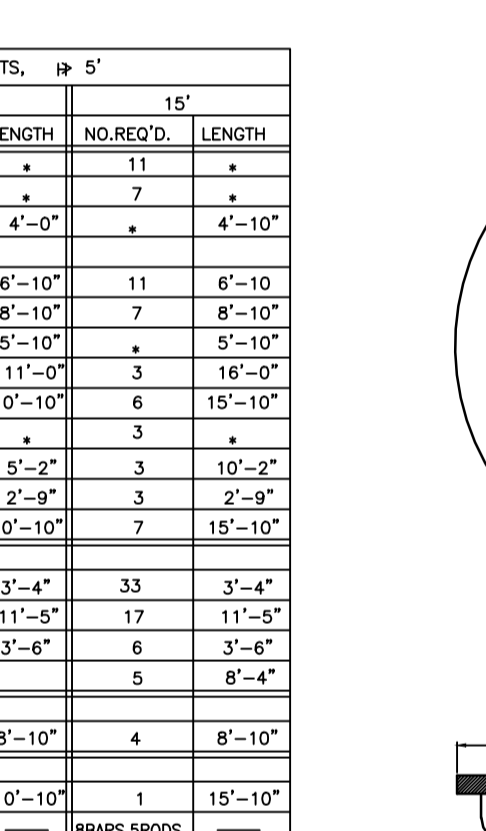 TS, 5'
15'
ENGTH NO.REQ'D. LENGTH
* 11 *
* 7 *
4'-0" * 4'-10"
6'-10" 11 6'-10
8'-10" 7 8'-10"
5'-10" * 5'-10"
11'-0" 3 16'-0"
0'-10" 6 15'-10"
* 3 *
5'-2" 3 10'-2"
2'-9" 3 2'-9"
0'-10" 7 15'-10"
3'-4" 33 3'-4"
11'-5" 17 11'-5"
3'-6" 6 3'-6"
5 8'-4"
8'-10" 4 8'-10"
0'-10" 1 15'-10"
8BARS,5RODS